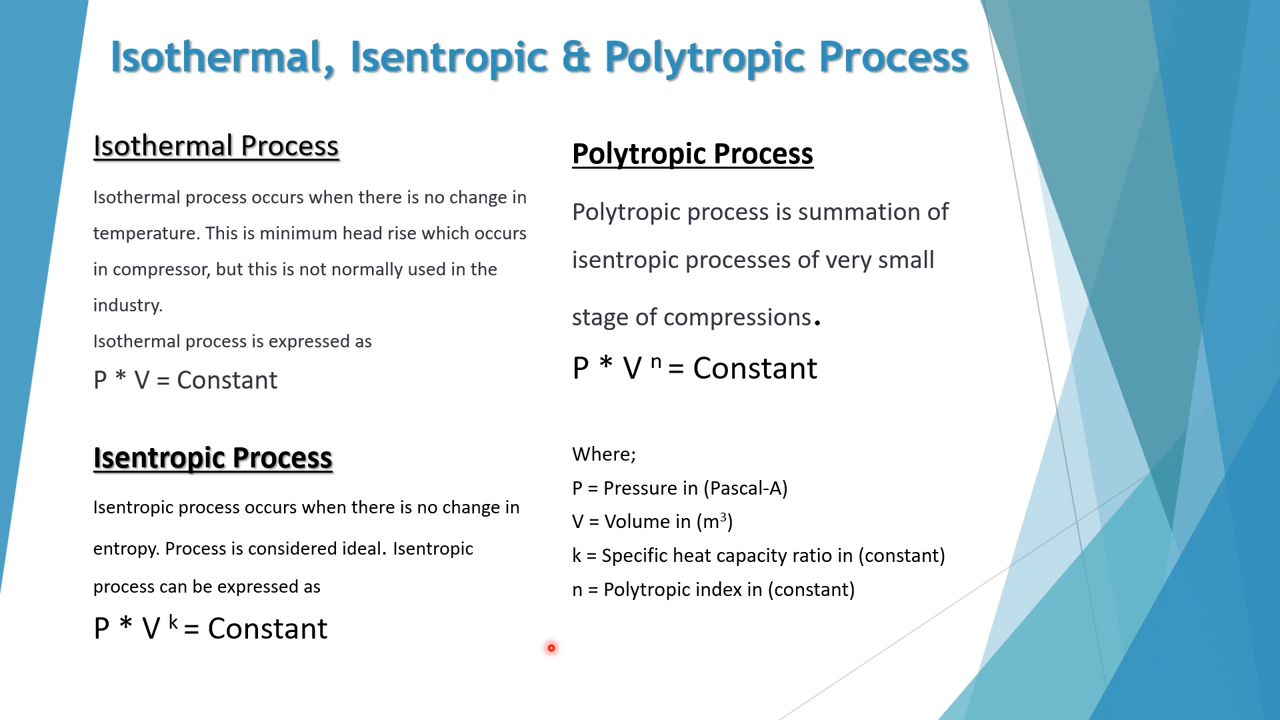 Isothermal, Isentropic & Polytropic Process
Isothermal Process
Isothermal process occurs when there is no change in
temperature. This is minimum head rise which occurs
in compressor, but this is not normally used in the
industry.
Isothermal process is expressed as
P * V = Constant
Isentropic Process
Isentropic process occurs when there is no change in
entropy. Process is considered ideal. Isentropic
process can be expressed as
P * V ᵏ = Constant
Polytropic Process
Polytropic process is summation of
isentropic processes of very small
stage of compressions.
P * V ⁿ = Constant
Where;
P = Pressure in (Pascal-A)
V = Volume in (m³)
k = Specific heat capacity ratio in (constant)
n = Polytropic index in (constant)